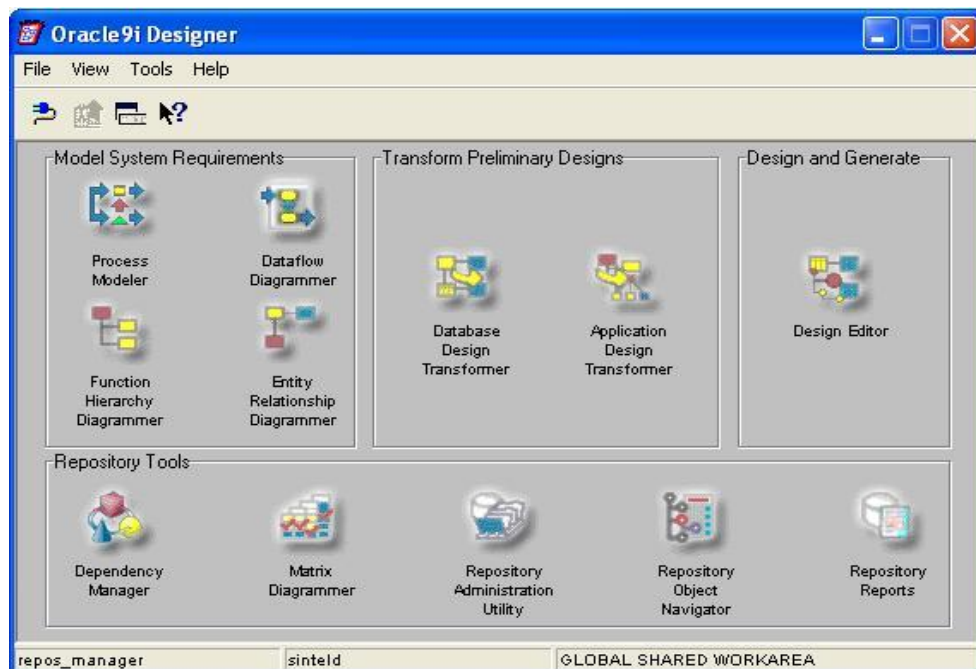 Oracle9i Designer
File View Tools Help
Model System Requirements
Process
Modeler
Dataflow
Diagrammer
Function
Hierarchy
Diagrammer
Entity
Relationship
Diagrammer
Transform Preliminary Designs
Database
Design
Transformer
Application
Design
Transformer
Design and Generate
Design Editor
Repository Tools
Dependency
Manager
Matrix
Diagrammer
Repository
Administration
Utility
Repository
Object
Navigator
Repository
Reports
repos_manager
sinteld
GLOBAL SHARED WORKAREA